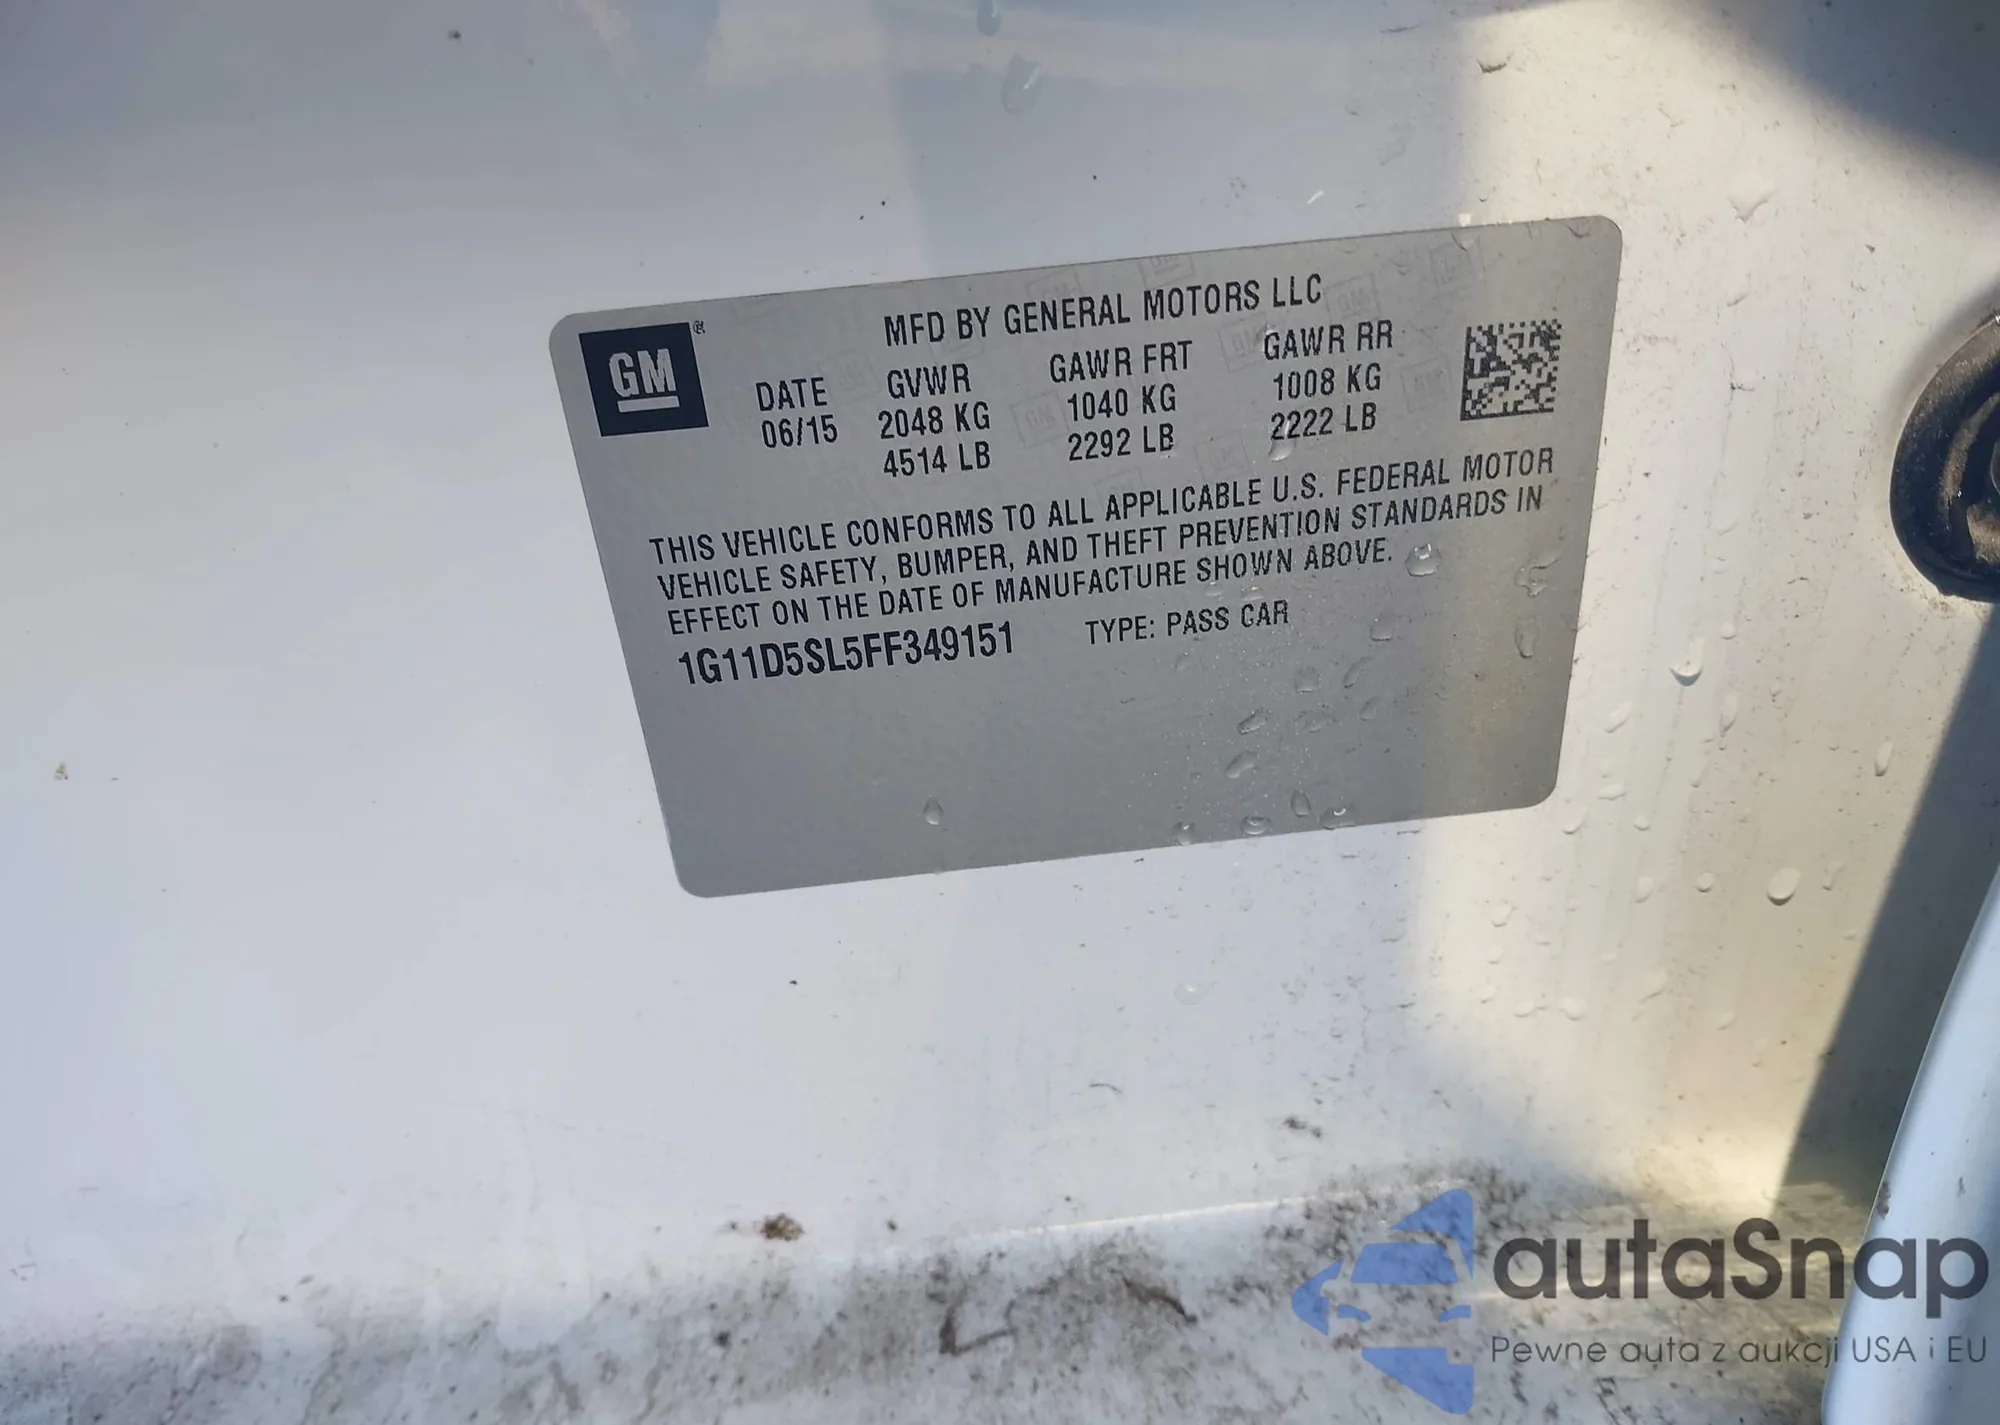 GM ®
MFD BY GENERAL MOTORS LLC
DATE GVWR GAWR FRT GAWR RR
06/15 2048 KG 1040 KG 1008 KG
4514 LB 2292 LB 2222 LB
THIS VEHICLE CONFORMS TO ALL APPLICABLE U.S. FEDERAL MOTOR
VEHICLE SAFETY, BUMPER, AND THEFT PREVENTION STANDARDS IN
EFFECT ON THE DATE OF MANUFACTURE SHOWN ABOVE.
1G11D5SL5FF349151 TYPE: PASS CAR
autaSnap
Pewne auta z aukcji USA i EU